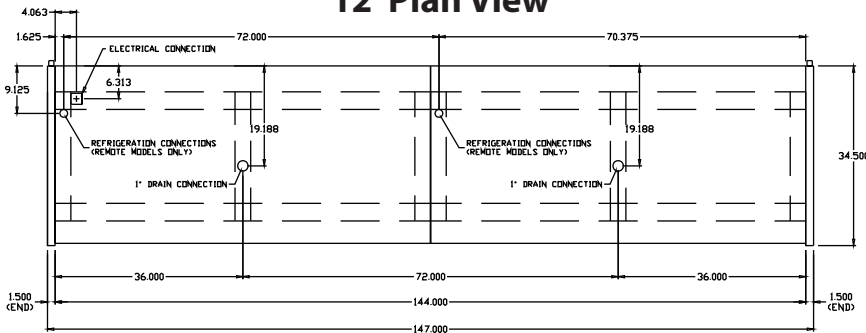 12' Plan View
4.063
1.625
72.000
70.375
ELECTRICAL CONNECTION
9.125
6.313
19.188
19.188
REFRIGERATION CONNECTIONS
(REMOTE MODELS ONLY)
REFRIGERATION CONNECTIONS
(REMOTE MODELS ONLY)
34.500
1" DRAIN CONNECTION
1" DRAIN CONNECTION
36.000
72.000
36.000
1.500
(END)
144.000
1.500
(END)
147.000